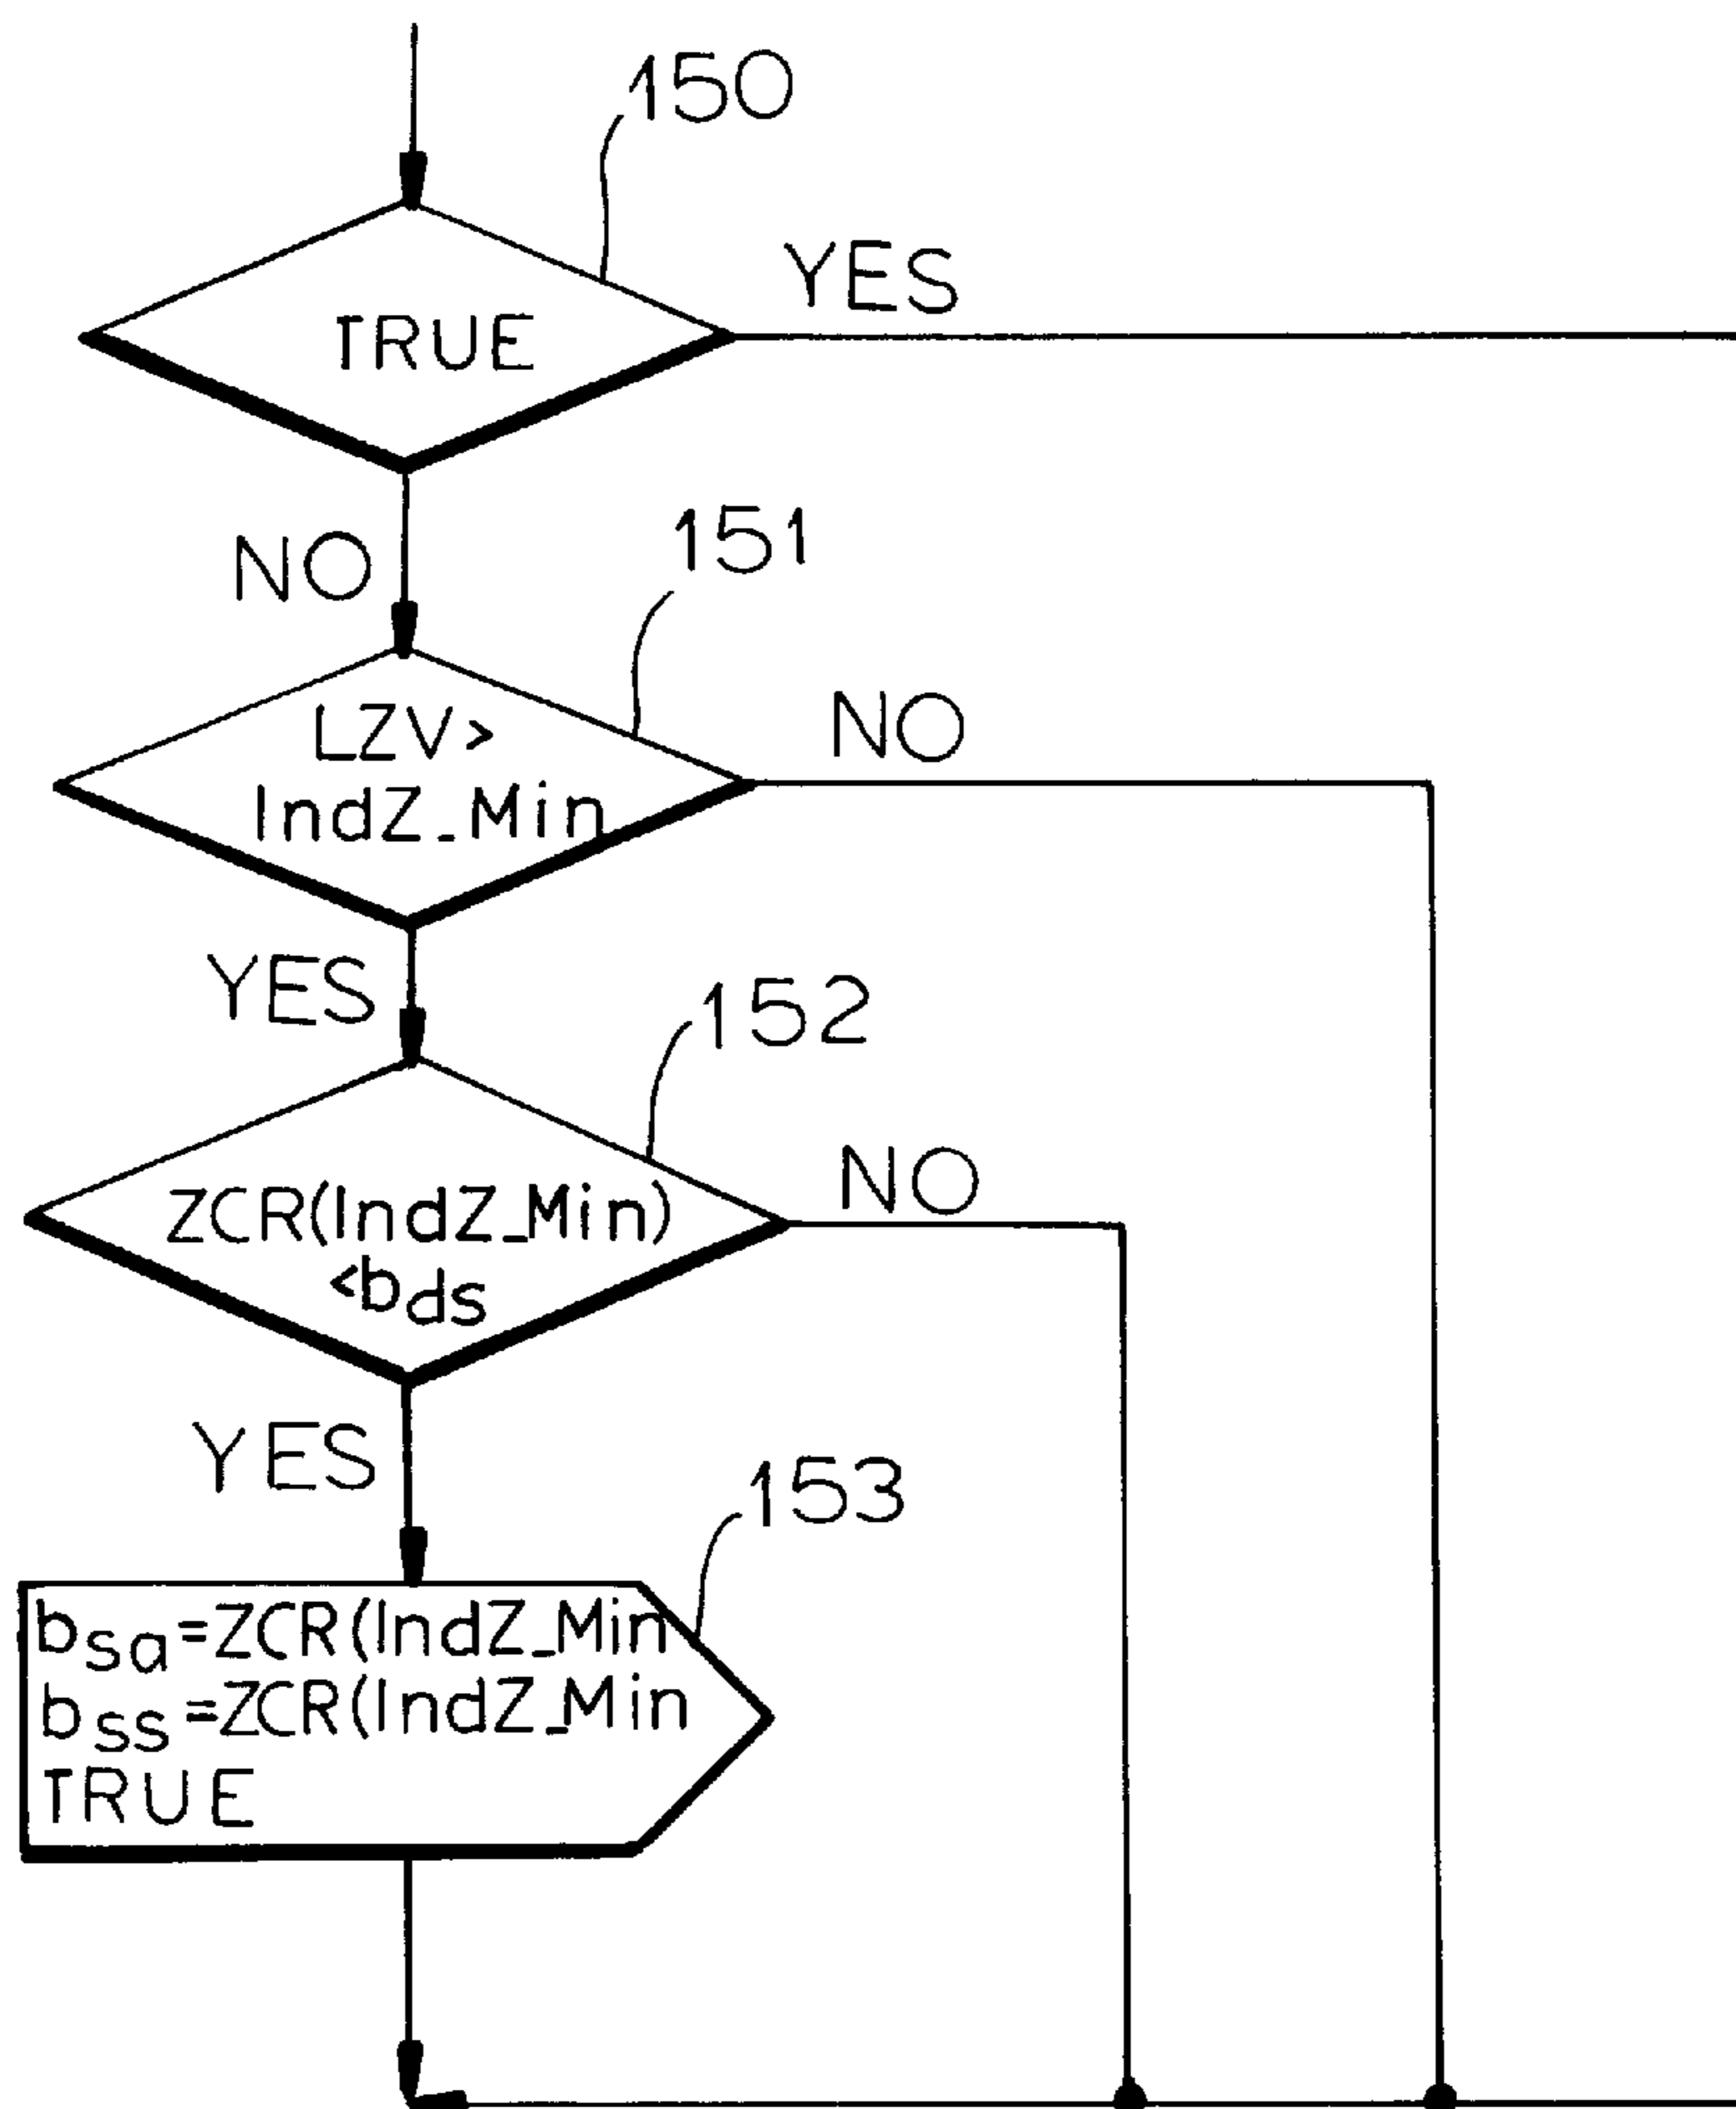 150
YES
TRUE
151
NO
LZV>
NO
IndZ_Min
YES
152
NO
ZCR(IndZ_Min)
<bds
YES
153
bsa=ZCR(IndZ_Min
bss=ZCR(IndZ_Min
TRUE